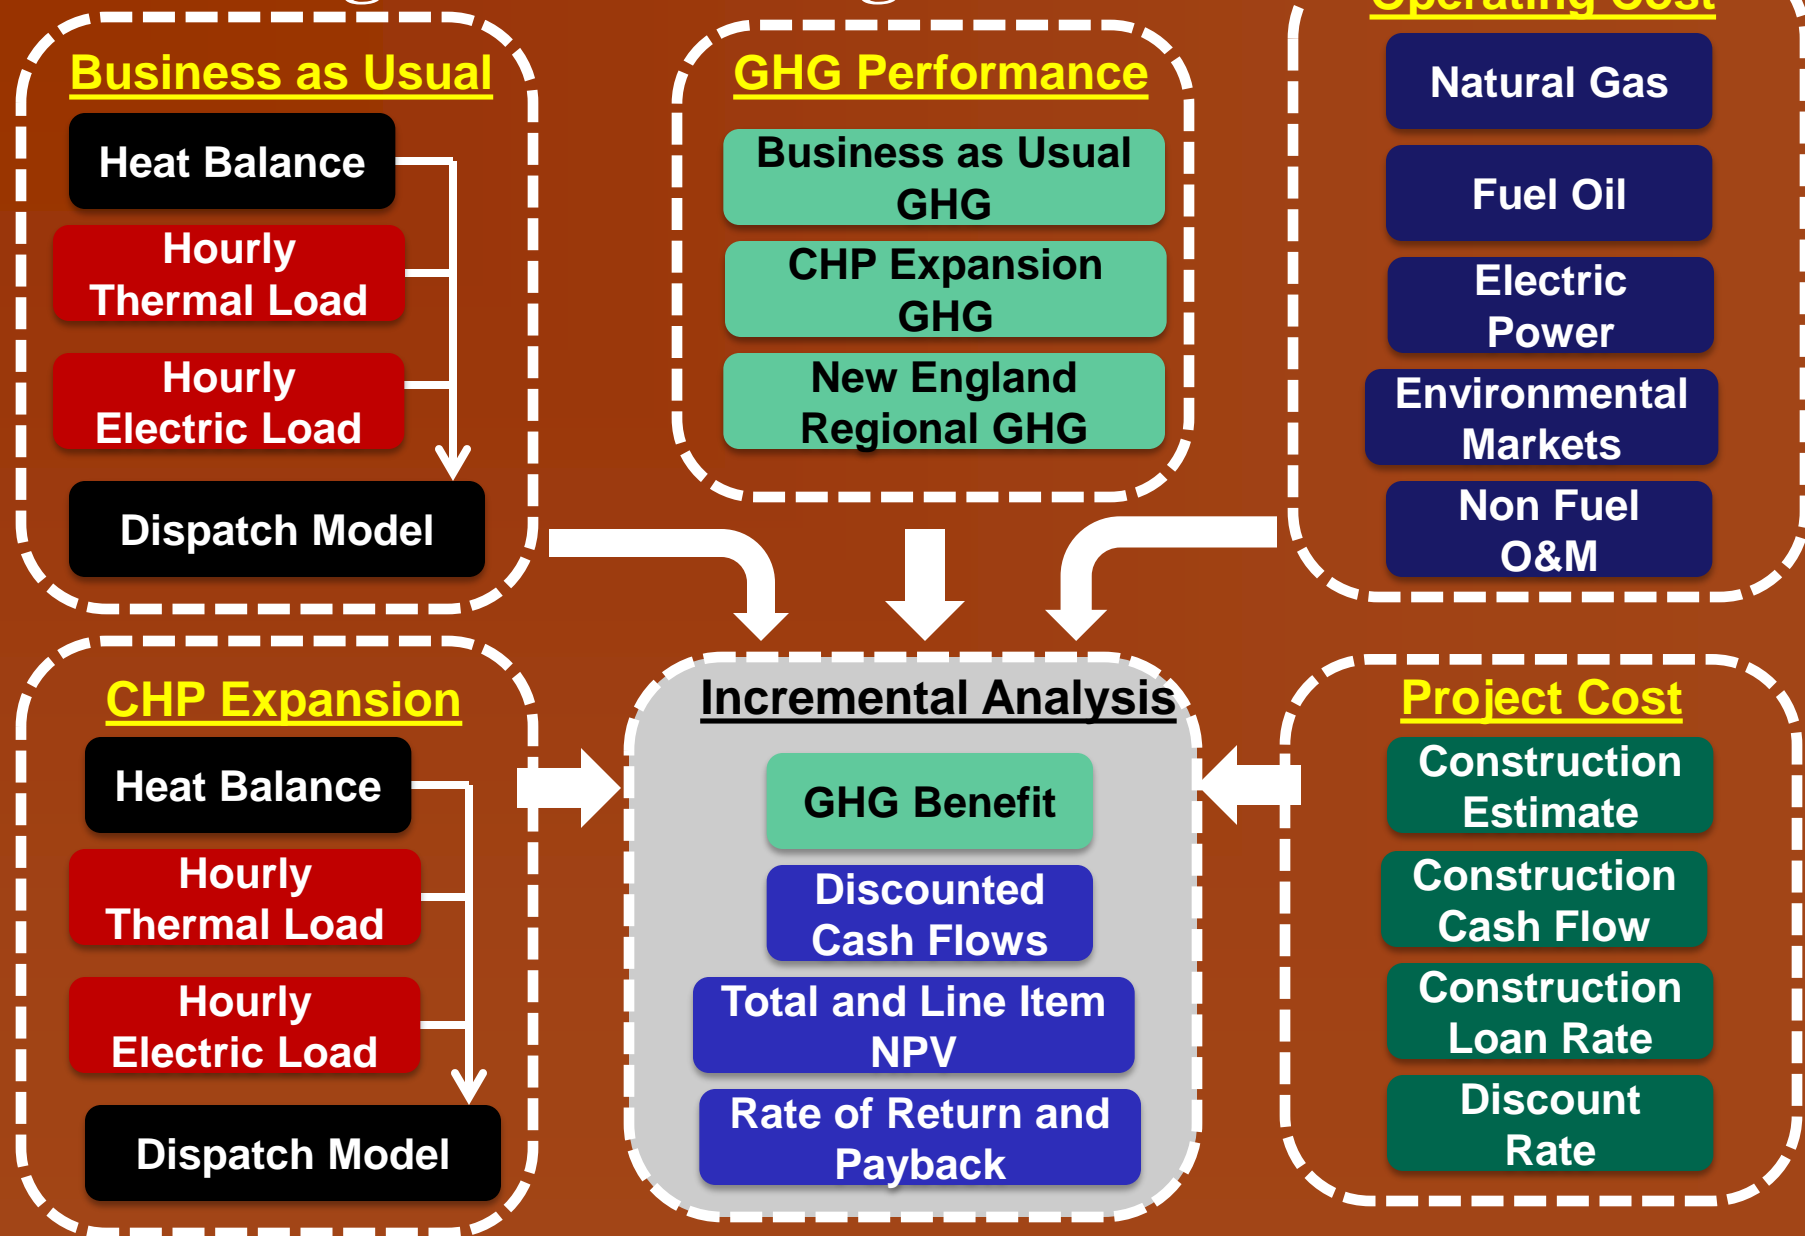 Business as Usual
Heat Balance
Hourly
Thermal Load
Hourly
Electric Load
Dispatch Model
GHG Performance
Business as Usual
GHG
CHP Expansion
GHG
New England
Regional GHG
Operating Cost
Natural Gas
Fuel Oil
Electric
Power
Environmental
Markets
Non Fuel
O&M
CHP Expansion
Heat Balance
Hourly
Thermal Load
Hourly
Electric Load
Dispatch Model
Incremental Analysis
GHG Benefit
Discounted
Cash Flows
Total and Line Item
NPV
Rate of Return and
Payback
Project Cost
Construction
Estimate
Construction
Cash Flow
Construction
Loan Rate
Discount
Rate